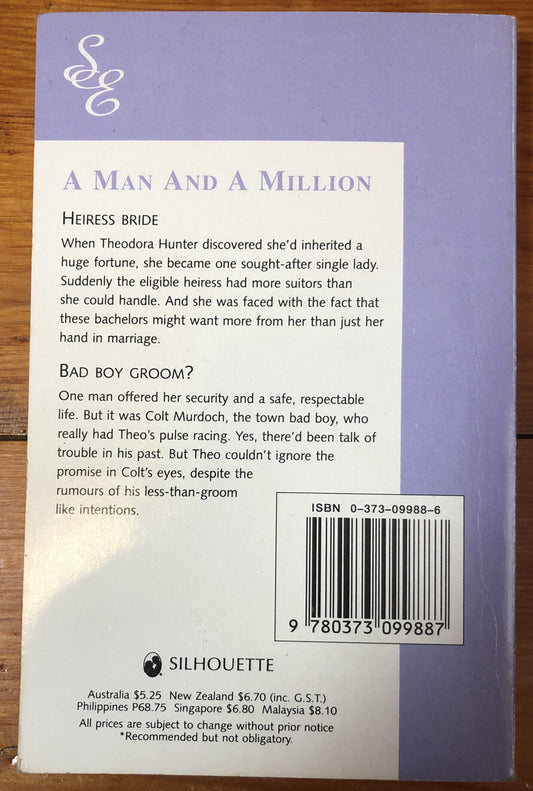 SE
A MAN AND A MILLION
HEIRESS BRIDE
When Theodora Hunter discovered she'd inherited a
huge fortune, she became one sought-after single lady.
Suddenly the eligible heiress had more suitors than
she could handle. And she was faced with the fact that
these bachelors might want more from her than just her
hand in marriage.
BAD BOY GROOM?
One man offered her security and a safe, respectable
life. But it was Colt Murdoch, the town bad boy, who
really had Theo's pulse racing. Yes, there'd been talk of
trouble in his past. But Theo couldn't ignore the
promise in Colt's eyes, despite the
rumours of his less-than-groom
like intentions.
ISBN 0-373-09988-6
9 780373 099887
SILHOUETTE
Australia $5.25 New Zealand $6.70 (inc. G.S.T.)
Philippines P68.75 Singapore $6.80 Malaysia $8.10
All prices are subject to change without prior notice
*Recommended but not obligatory.